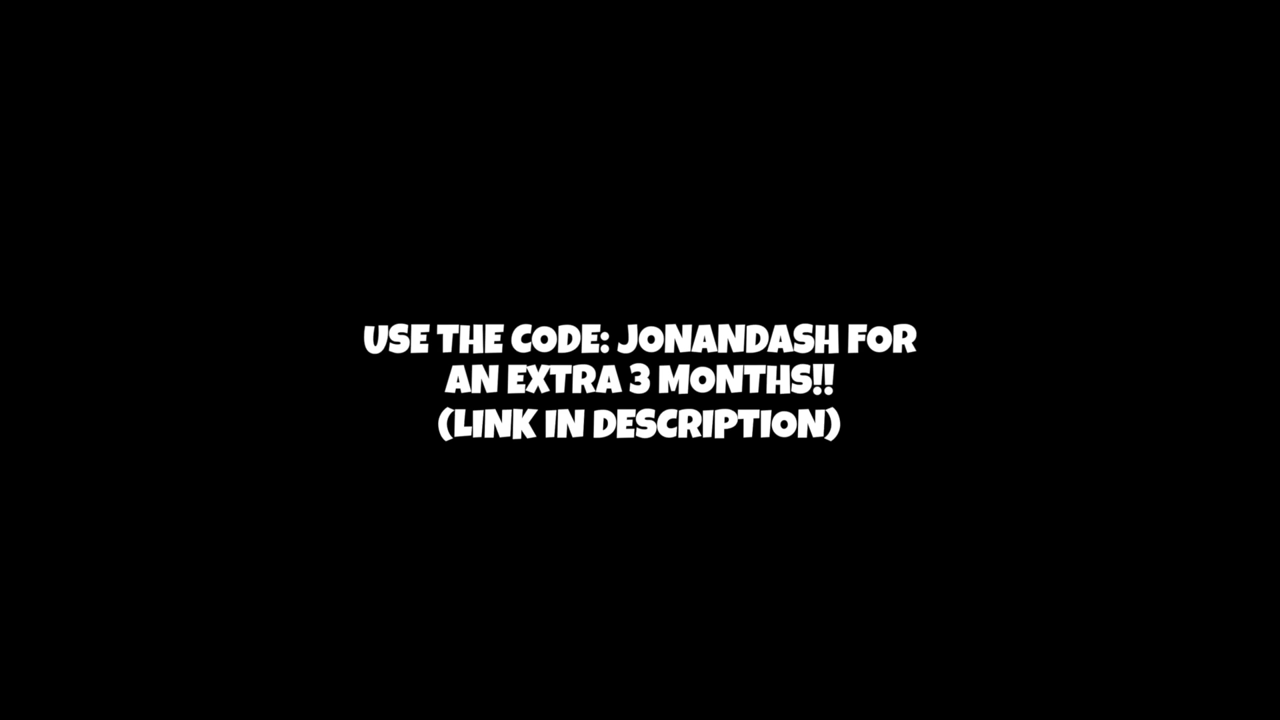 USE THE CODE: JONANDASH FOR
AN EXTRA 3 MONTHS!!
(LINK IN DESCRIPTION)